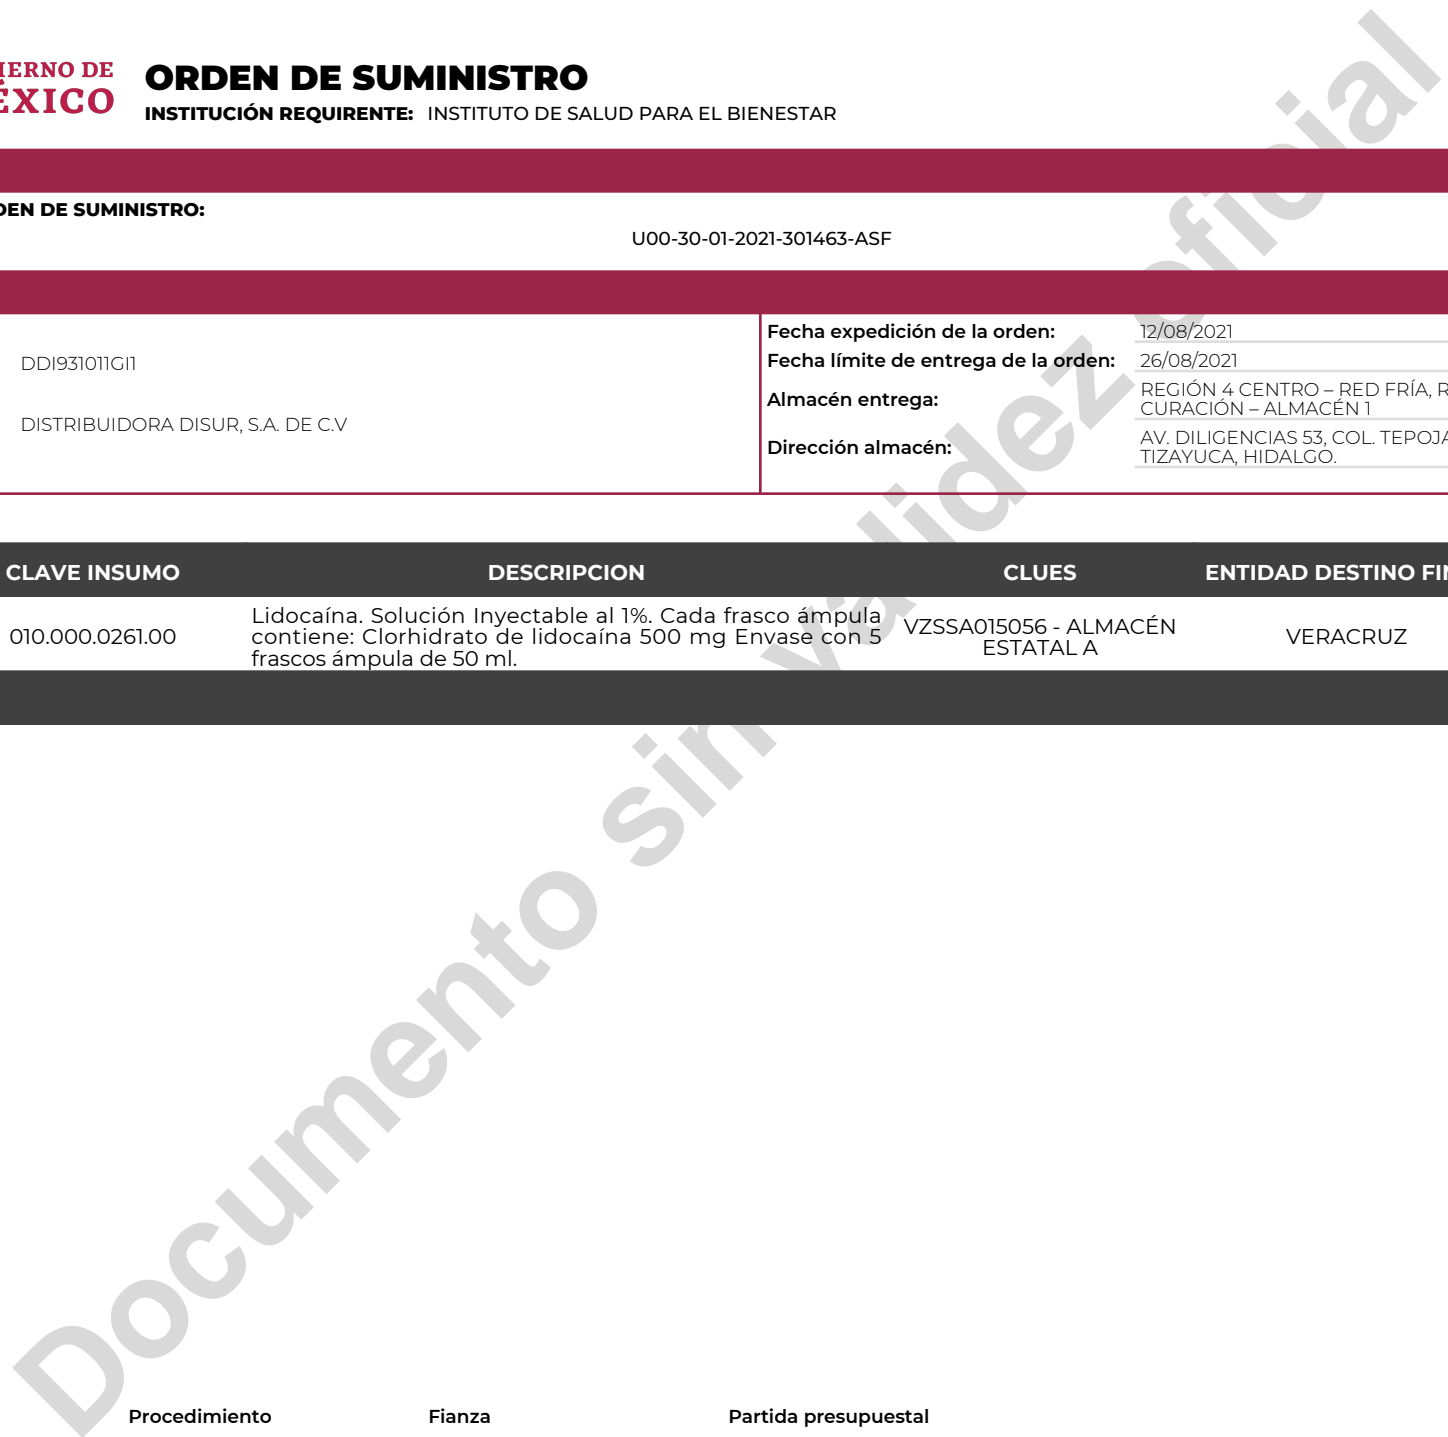 IERNO DE
ÉXICO
ORDEN DE SUMINISTRO
INSTITUCIÓN REQUIRENTE: INSTITUTO DE SALUD PARA EL BIENESTAR
DEN DE SUMINISTRO:
U00-30-01-2021-301463-ASF
DDI931011GI1
DISTRIBUIDORA DISUR, S.A. DE C.V
Fecha expedición de la orden: 12/08/2021
Fecha límite de entrega de la orden: 26/08/2021
Almacén entrega: REGIÓN 4 CENTRO – RED FRÍA, R
CURACIÓN – ALMACÉN 1
Dirección almacén: AV. DILIGENCIAS 53, COL. TEPOJA
TIZAYUCA, HIDALGO.
CLAVE INSUMO DESCRIPCION CLUES ENTIDAD DESTINO FIN
010.000.0261.00
Lidocaína. Solución Inyectable al 1%. Cada frasco ámpula
contiene: Clorhidrato de lidocaína 500 mg Envase con 5
frascos ámpula de 50 ml.
VZSSA015056 - ALMACÉN
ESTATAL A
VERACRUZ
Documento sin validez oficial
Procedimiento Fianza Partida presupuestal